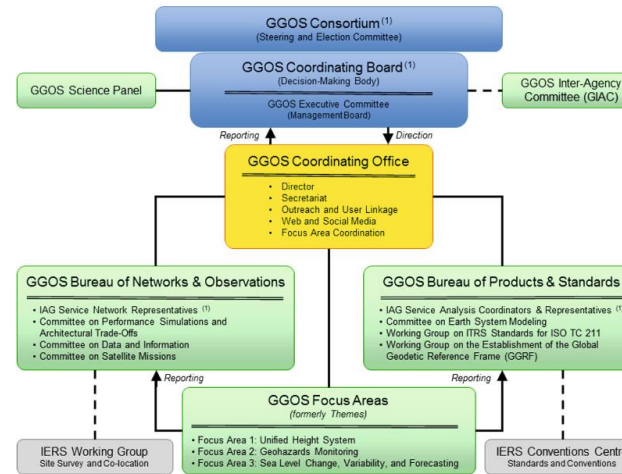 GGOS Consortium (1)
(Steering and Election Committee)
GGOS Coordinating Board (1)
(Decision-Making Body)
GGOS Executive Committee
(Management Board)
GGOS Science Panel
GGOS Inter-Agency
Committee (GIAC)
Reporting
Direction
GGOS Coordinating Office
• Director
• Secretariat
• Outreach and User Linkage
• Web and Social Media
• Focus Area Coordination
GGOS Bureau of Networks & Observations
• IAG Service Network Representatives (1)
• Committee on Performance Simulations and
Architectural Trade-Offs
• Committee on Data and Information
• Committee on Satellite Missions
GGOS Bureau of Products & Standards
• IAG Service Analysis Coordinators & Representatives (1)
• Committee on Earth System Modeling
• Working Group on ITRS Standards for ISO TC 211
• Working Group on the Establishment of the Global
Geodetic Reference Frame (GGRF)
Reporting
Reporting
GGOS Focus Areas
(formerly Themes)
• Focus Area 1: Unified Height System
• Focus Area 2: Geohazards Monitoring
• Focus Area 3: Sea Level Change, Variability, and Forecasting
IERS Working Group
Site Survey and Co-location
IERS Conventions Centr
Standards and Conventions